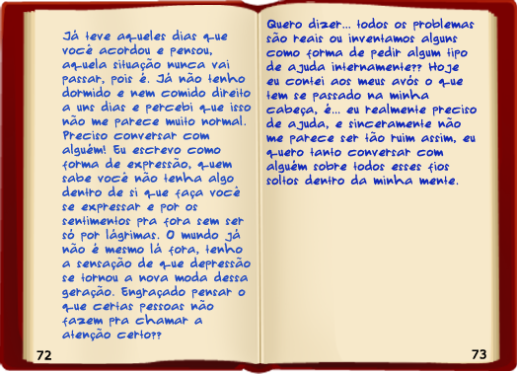 Já teve aqueles dias que
você acordou e pensou,
aquela situação nunca vai
passar, pois é. Já não tenho
dormido e nem comido direito
a uns dias e percebi que isso
não me parece muito normal.
Preciso conversar com
alguém! Eu escrevo como
forma de expressão, quem
sabe você não tenha algo
dentro de si que faça você
se expressar e por os
sentimentos pra fora sem ser
só por lágrimas. O mundo já
não é mesmo lá fora, tenho
a sensação de que depressão
se tornou a nova moda dessa
geração. Engraçado pensar o
que certas pessoas não
fazem pra chamar a
atenção certo??
72
Quero dizer... todos os problemas
são reais ou inventamos alguns
como forma de pedir algum tipo
de ajuda internamente?? Hoje
eu contei aos meus avós o que
tem se passado na minha
cabeça, é... eu realmente preciso
de ajuda, e sinceramente não
me parece ser tão ruim assim, eu
quero tanto conversar com
alguém sobre todos esses fios
soltos dentro da minha mente.
73